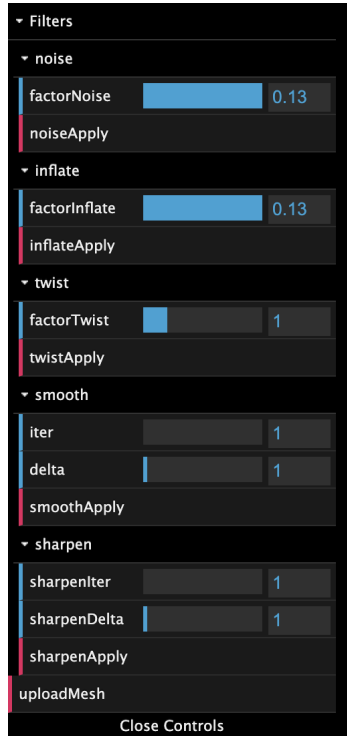 Filters
noise
factorNoise 0.13
noiseApply
inflate
factorInflate 0.13
inflateApply
twist
factorTwist 1
twistApply
smooth
iter 1
delta 1
smoothApply
sharpen
sharpenIter 1
sharpenDelta 1
sharpenApply
uploadMesh
Close Controls